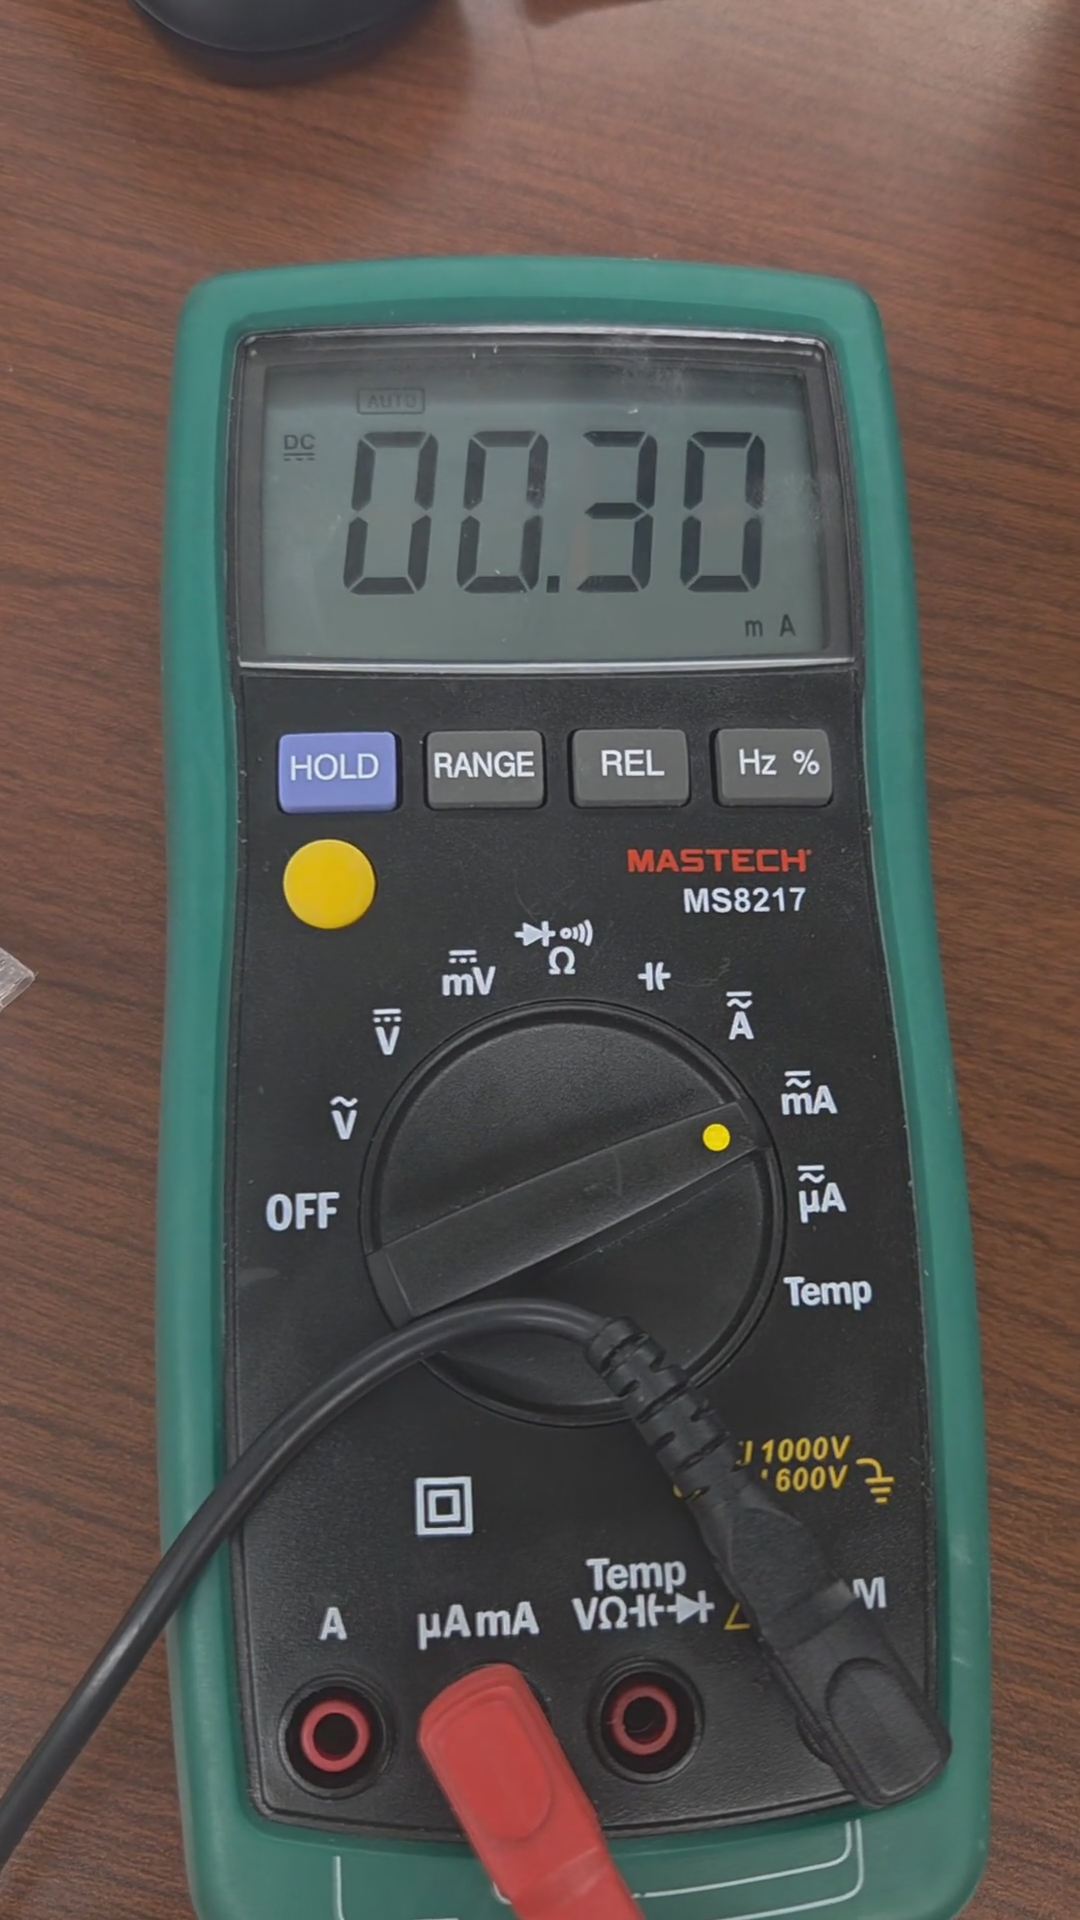 AUTO
DC
00.30
m A
HOLD RANGE REL Hz %
MASTECH
MS8217
Ω
mV
V
A
V
mA
OFF
µA
Temp
1000V
600V
Temp
A µAmA VΩ